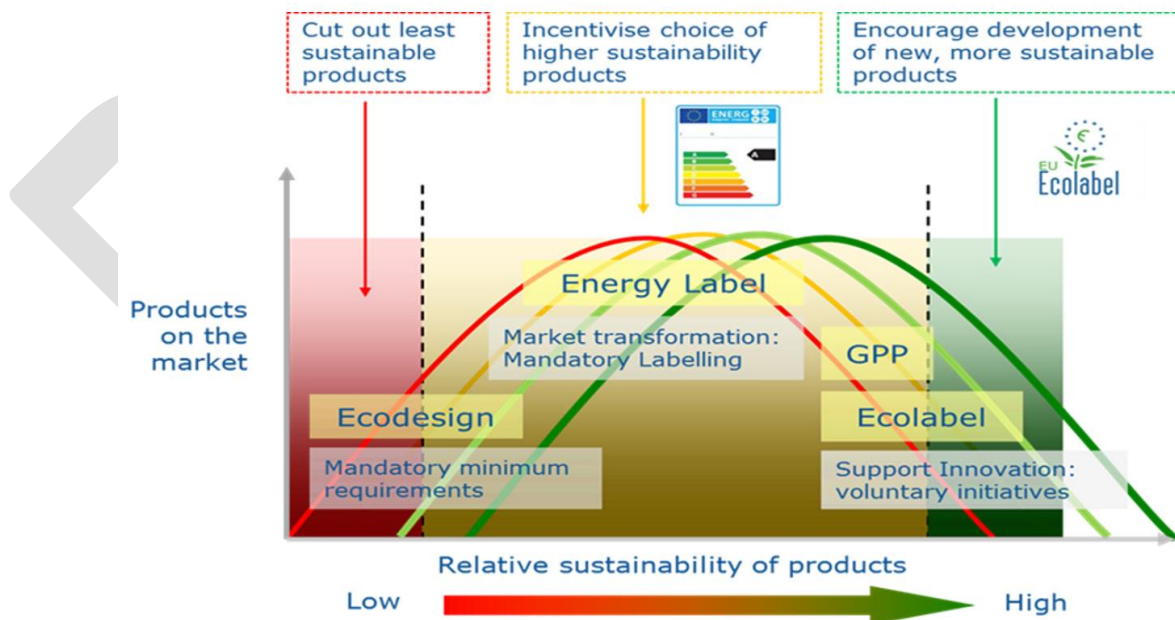 Cut out least
sustainable
products
Incentivise choice of
higher sustainability
products
Encourage development
of new, more sustainable
products
ENERG
A
EU
Ecolabel
Products
on the
market
Energy Label
Market transformation:
Mandatory Labelling
GPP
Ecodesign
Mandatory minimum
requirements
Ecolabel
Support Innovation:
voluntary initiatives
Relative sustainability of products
Low
High